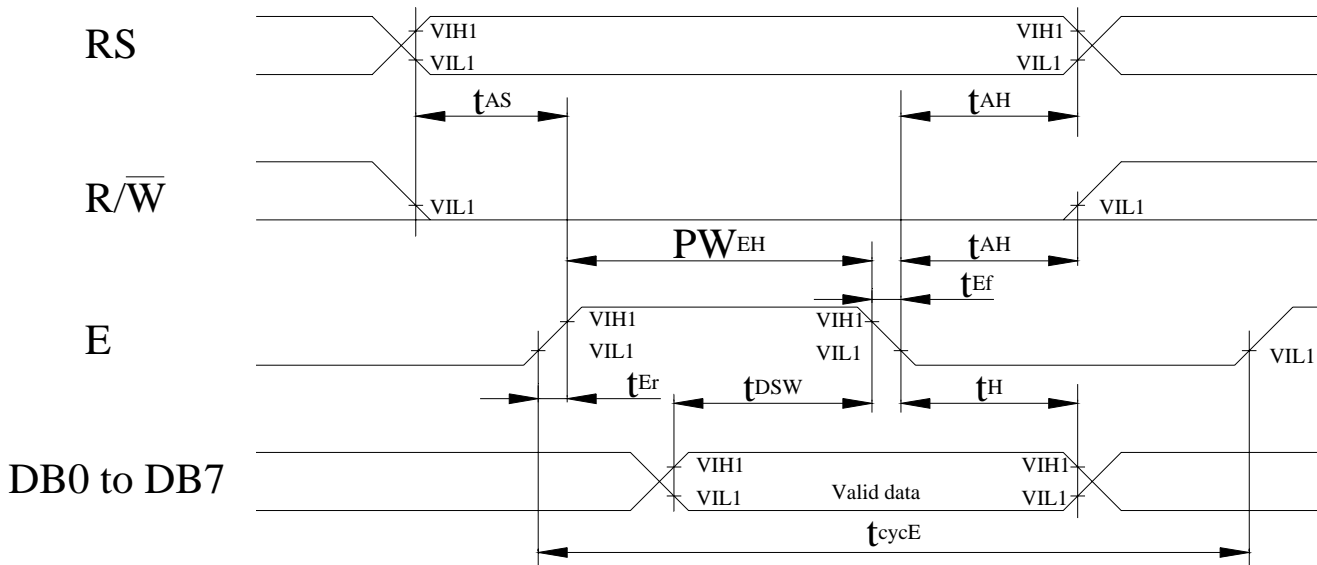 RS
VIH1
VIH1
VIL1
VIL1
tAS
tAH
R/W̅
VIL1
VIL1
PWEH
tAH
tEf
E
VIH1
VIH1
VIL1
VIL1
VIL1
tEr
tDSW
tH
DB0 to DB7
VIH1
VIH1
VIL1
Valid data
VIL1
tcycE